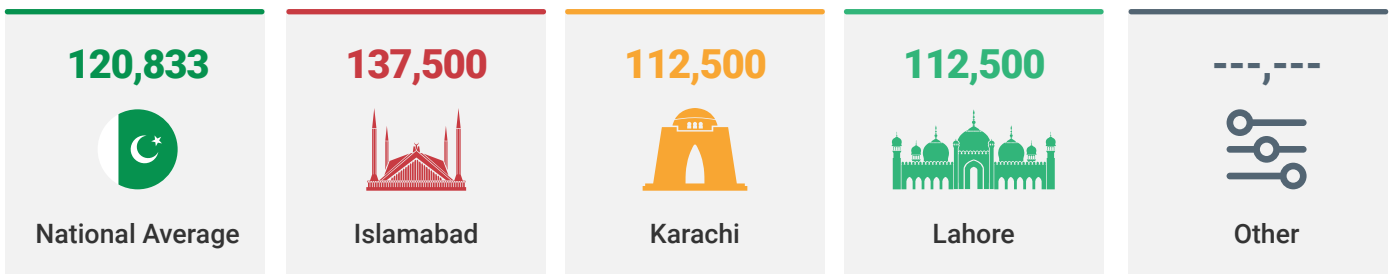 120,833
National Average
137,500
Islamabad
112,500
Karachi
112,500
Lahore
---,---
Other